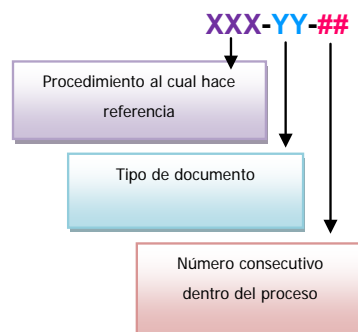 XXX-YY-##
Procedimiento al cual hace
referencia
Tipo de documento
Número consecutivo
dentro del proceso